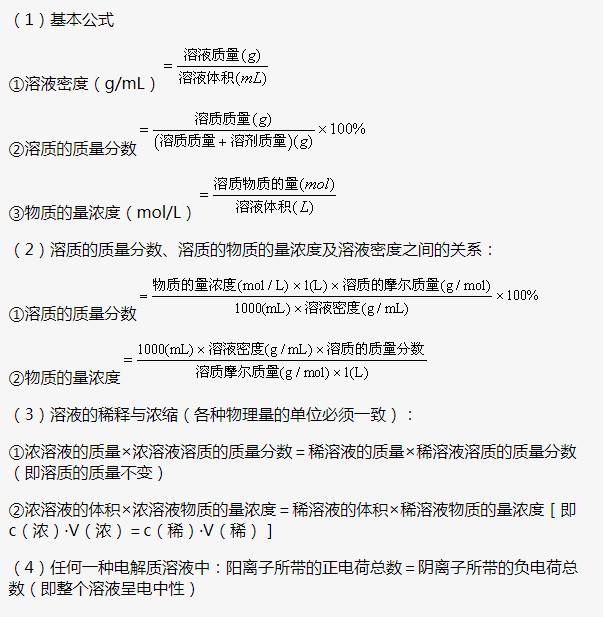 （1）基本公式
①溶液密度（g/mL）=溶液质量(g)/溶液体积(mL)
②溶质的质量分数=溶质质量(g)/(溶质质量+溶剂质量)(g)×100%
③物质的量浓度（mol/L）=溶质物质的量(mol)/溶液体积(L)
（2）溶质的质量分数、溶质的物质的量浓度及溶液密度之间的关系：
①溶质的质量分数=物质的量浓度(mol/L)×1(L)×溶质的摩尔质量(g/mol)/1000(mL)×溶液密度(g/mL)×100%
②物质的量浓度=1000(mL)×溶液密度(g/mL)×溶质的质量分数/溶质摩尔质量(g/mol)×1(L)
（3）溶液的稀释与浓缩（各种物理量的单位必须一致）：
①浓溶液的质量×浓溶液溶质的质量分数＝稀溶液的质量×稀溶液溶质的质量分数
（即溶质的质量不变）
②浓溶液的体积×浓溶液物质的量浓度＝稀溶液的体积×稀溶液物质的量浓度［即
c（浓）·V（浓）＝c（稀）·V（稀）］
（4）任何一种电解质溶液中：阳离子所带的正电荷总数＝阴离子所带的负电荷总
数（即整个溶液呈电中性）